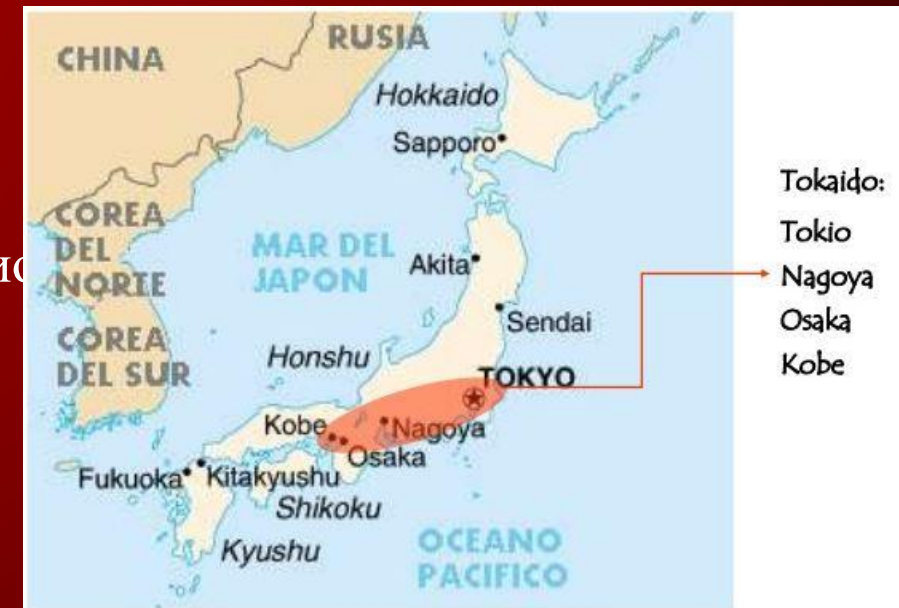 RUSIA
CHINA
Hokkaido
Sapporo
COREA
DEL
NORTE
MAR DEL
JAPON
Akita
COREA
DEL SUR
Sendai
Honshu
TOKYO
Kobe
Nagoya
Osaka
Fukuoka
Kitakyushu
Shikoku
Kyushu
OCEANO
PACIFICO
Tokaido:
Tokio
Nagoya
Osaka
Kobe